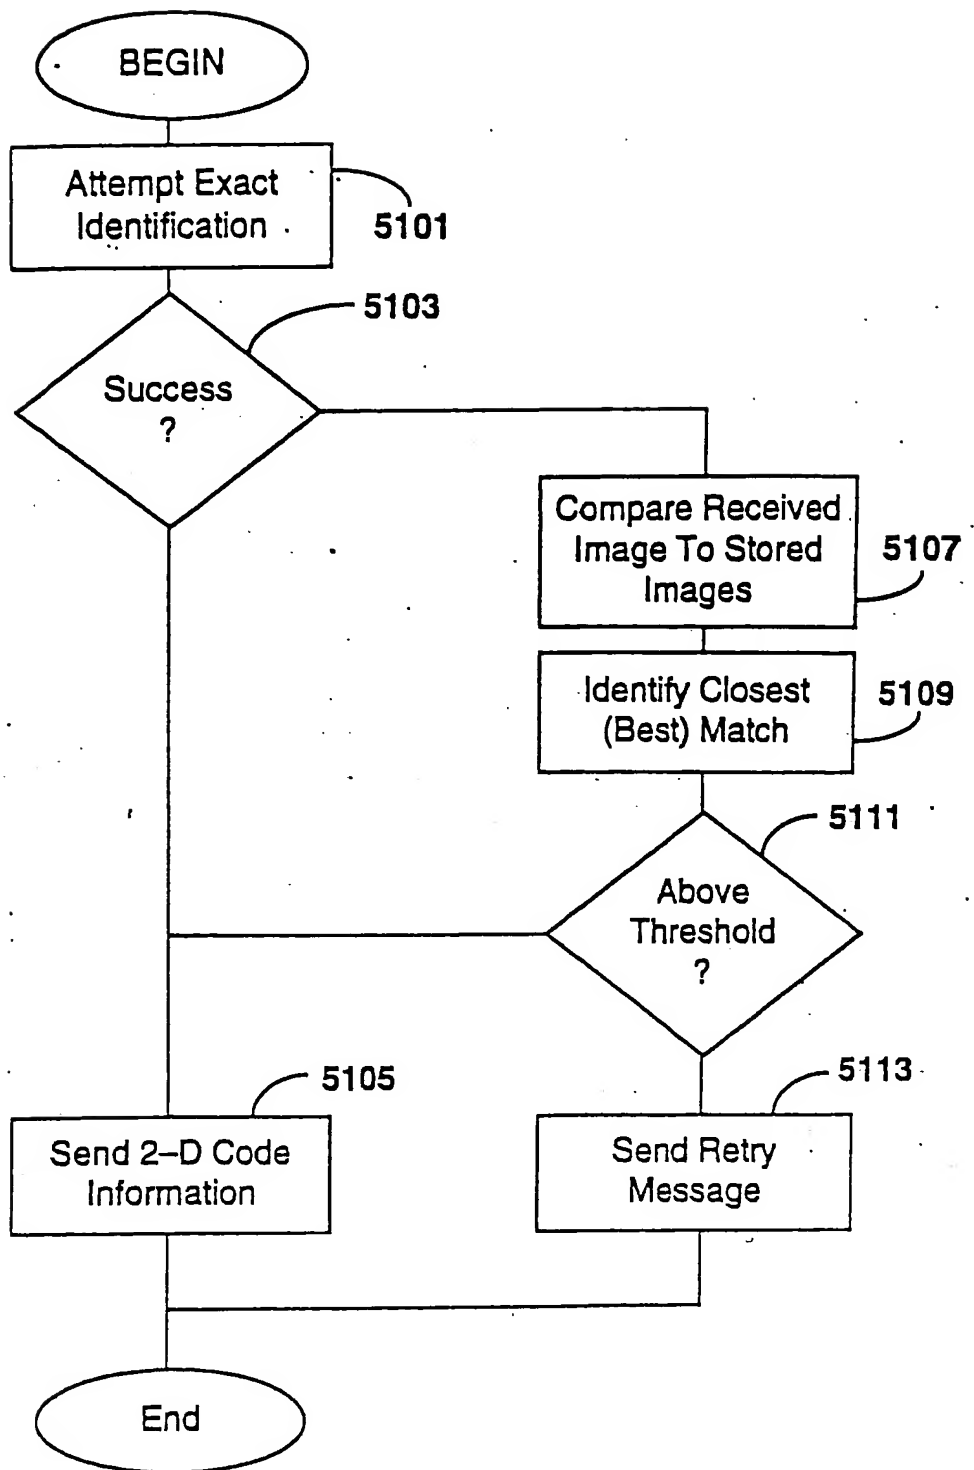 BEGIN
Attempt Exact
Identification
5101
5103
Success
?
Compare Received
Image To Stored
Images
5107
Identify Closest
(Best) Match
5109
5111
Above
Threshold
?
5105
Send 2-D Code
Information
5113
Send Retry
Message
End